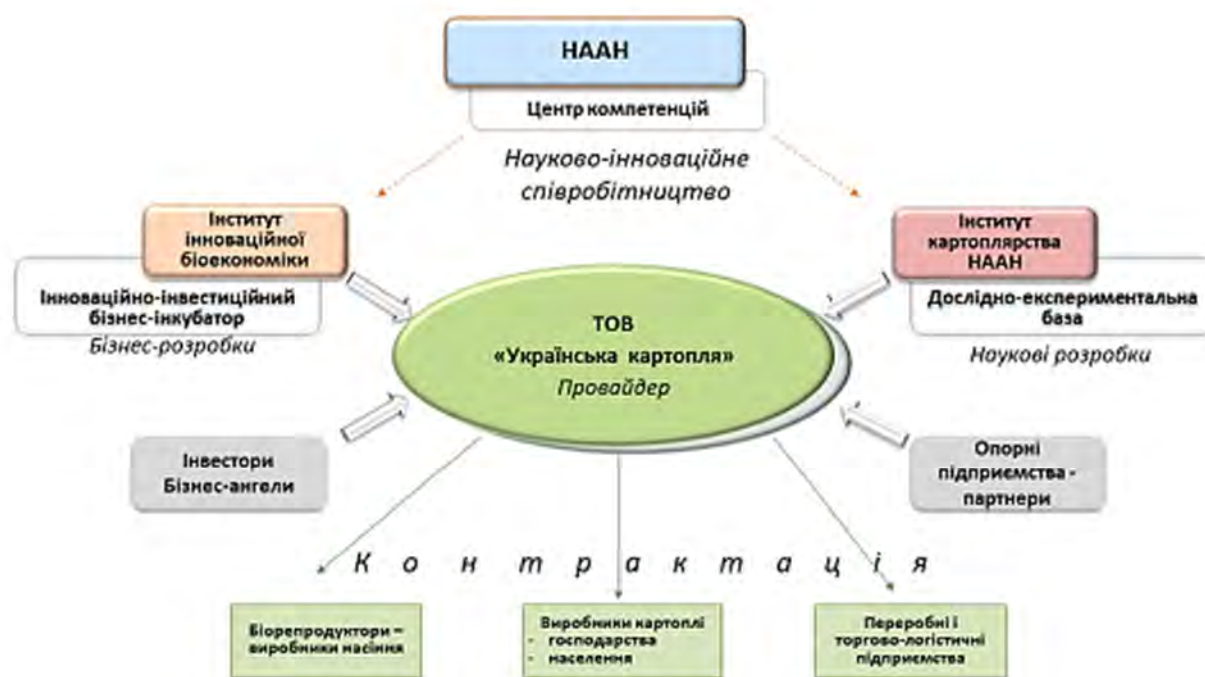 НААН
Центр компетенцій
Науково-інноваційне
співробітництво
Інститут
інноваційної
біоекономіки
Інноваційно-інвестиційний
бізнес-інкубатор
Бізнес-розробки
Інститут
картоплярства
НААН
Дослідно-експериментальна
база
Наукові розробки
ТОВ
«Українська картопля»
Провайдер
Інвестори
Бізнес-ангели
Опорні
підприємства -
партнери
К о н т р а к т а ц і я
Біорепродуктори –
виробники насіння
Виробники картоплі
- господарства
- населення
Переробні і
торгово-логістичні
підприємства